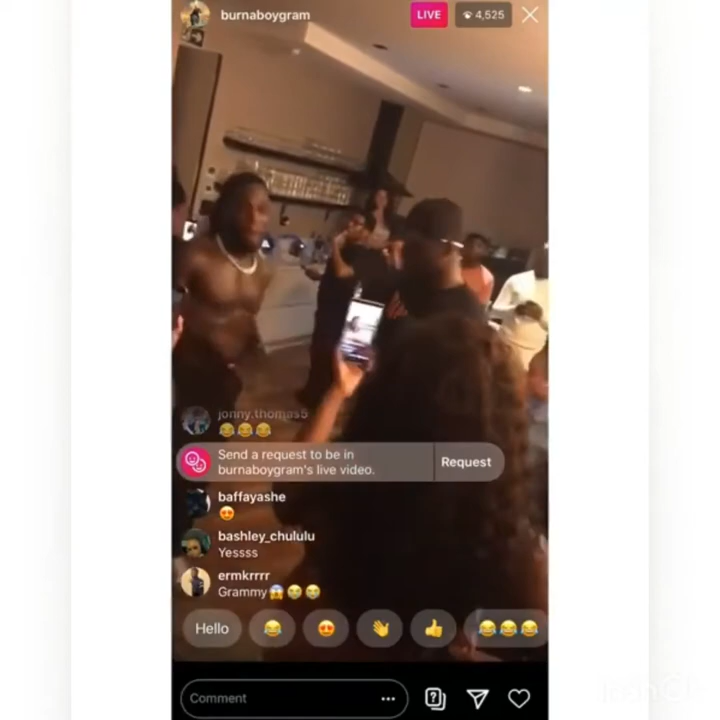 burnaboygram
LIVE
4,525
jonny.thomas5
😂😂😂
Send a request to be in
burnaboygram's live video.
Request
baffayashe
😍
bashley_chululu
Yessss
ermkrrrr
Grammy😱😭😭
Hello
😂 😍 👋 👍 😂😂😂
Comment